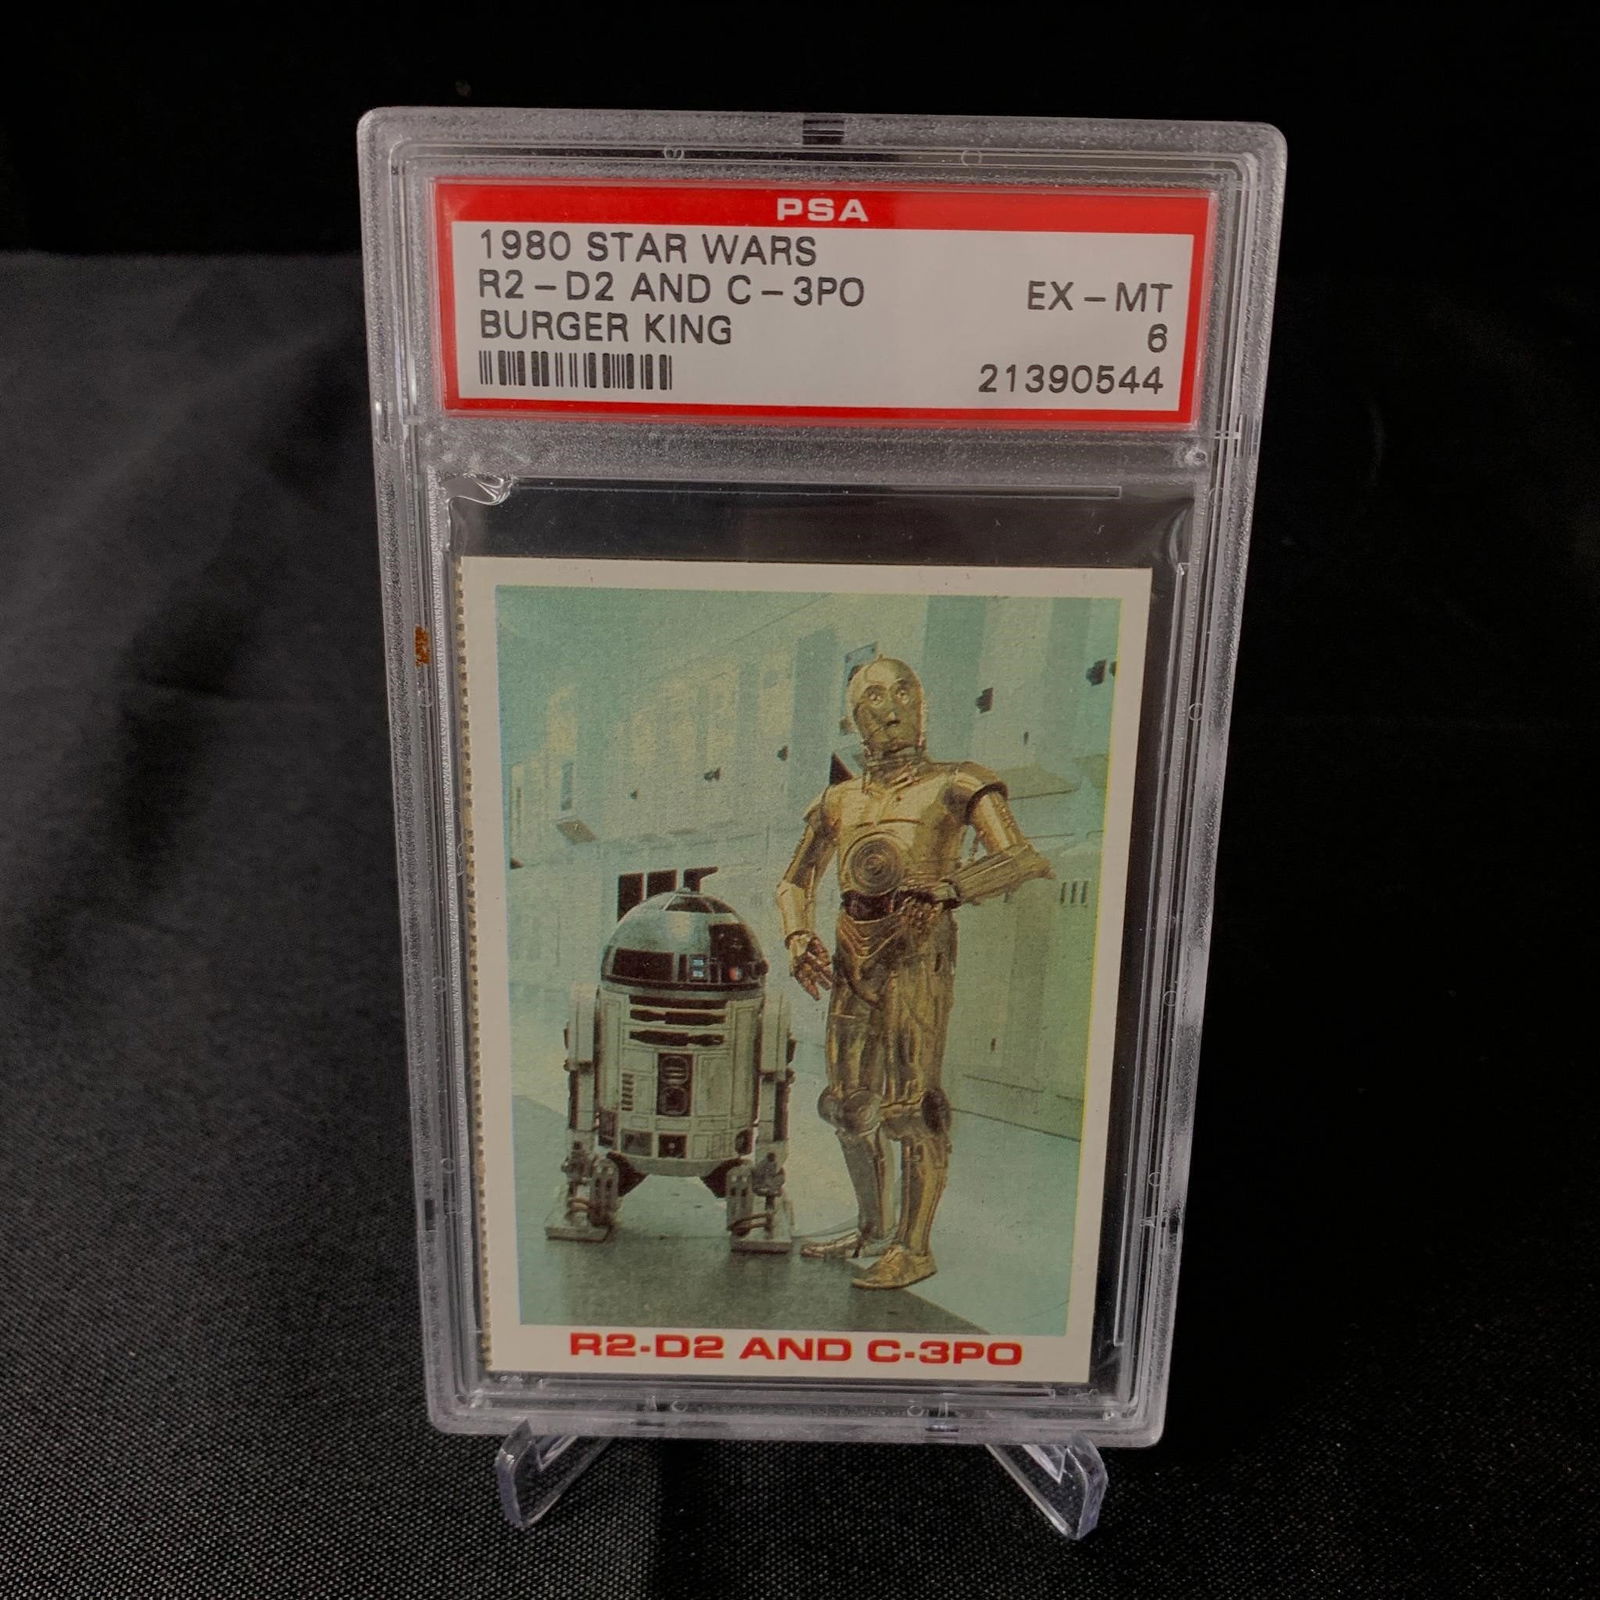 PSA
1980 STAR WARS
R2-D2 AND C-3PO
EX-MT
BURGER KING
6
21390544
R2-D2 AND C-3PO